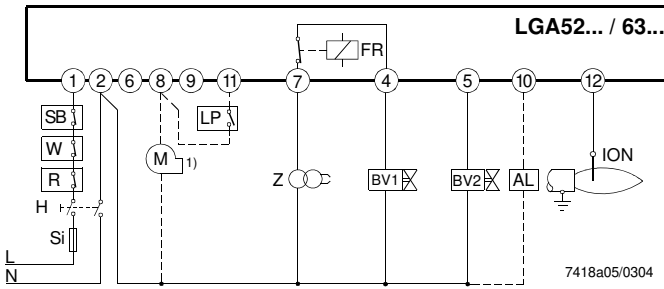 LGA52... / 63...
FR
1 2 6 8 9 11 7 4 5 10 12
SB
LP
W
M 1)
ION
R
Z
BV1
BV2
AL
H
Si
L
N
7418a05/0304